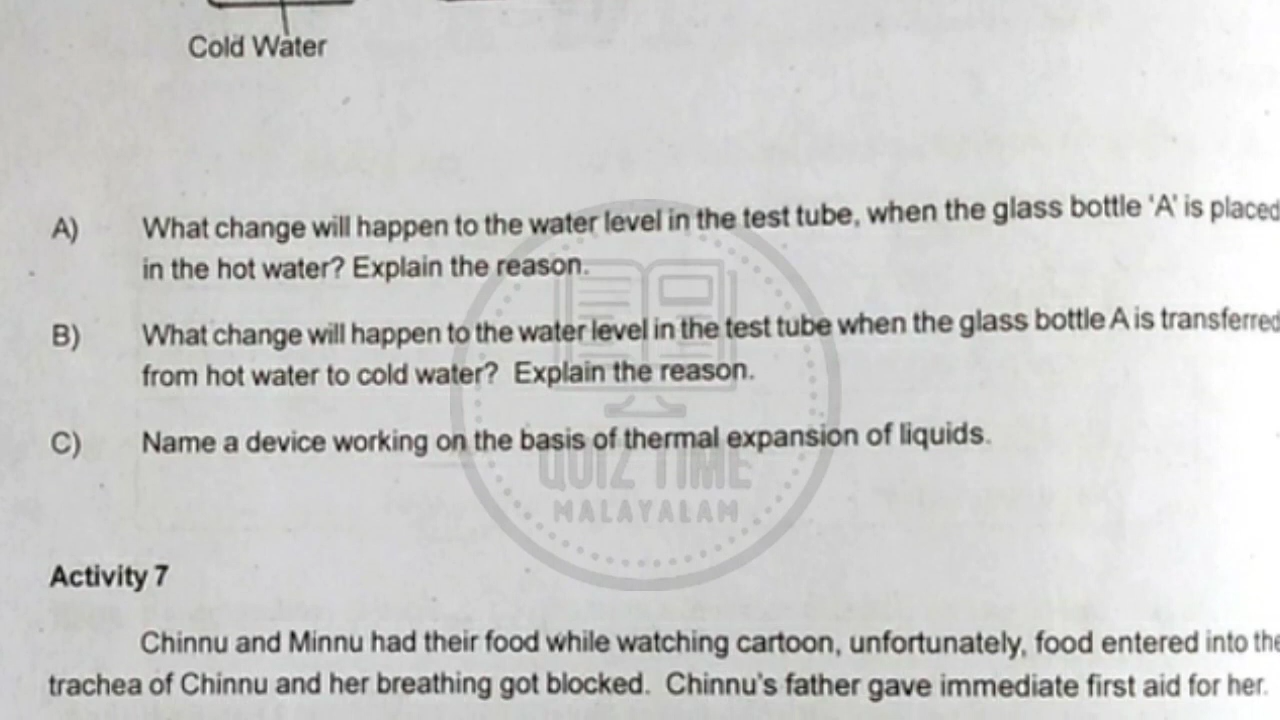 Cold Water
A) What change will happen to the water level in the test tube, when the glass bottle 'A' is placed
in the hot water? Explain the reason.
B) What change will happen to the water level in the test tube when the glass bottle A is transferred
from hot water to cold water? Explain the reason.
C) Name a device working on the basis of thermal expansion of liquids.
QUIZ TIME
MALAYALAM
Activity 7
Chinnu and Minnu had their food while watching cartoon, unfortunately, food entered into the
trachea of Chinnu and her breathing got blocked. Chinnu's father gave immediate first aid for her.